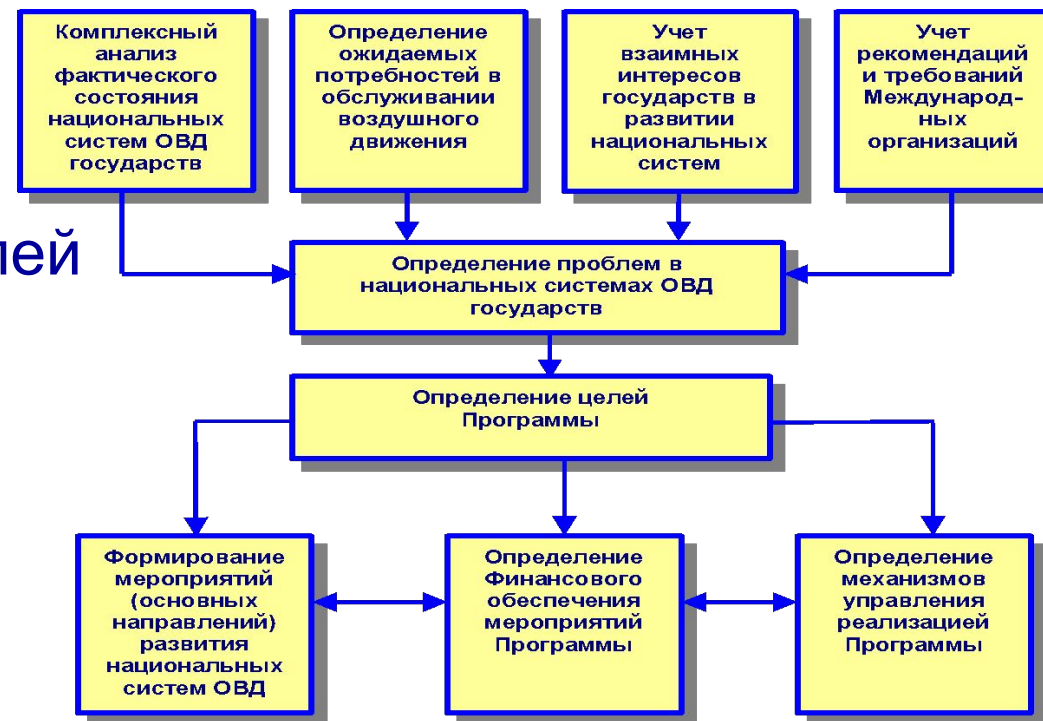 Комплексный
анализ
фактического
состояния
национальных
систем ОВД
государств
Определение
ожидаемых
потребностей в
обслуживании
воздушного
движения
Учет
взаимных
интересов
государств в
развитии
национальных
систем
Учет
рекомендаций
и требований
Международ-
ных
организаций
лей
Определение проблем в
национальных системах ОВД
государств
Определение целей
Программы
Формирование
мероприятий
(основных
направлений)
развития
национальных
систем ОВД
Определение
Финансового
обеспечения
мероприятий
Программы
Определение
механизмов
управления
реализацией
Программы